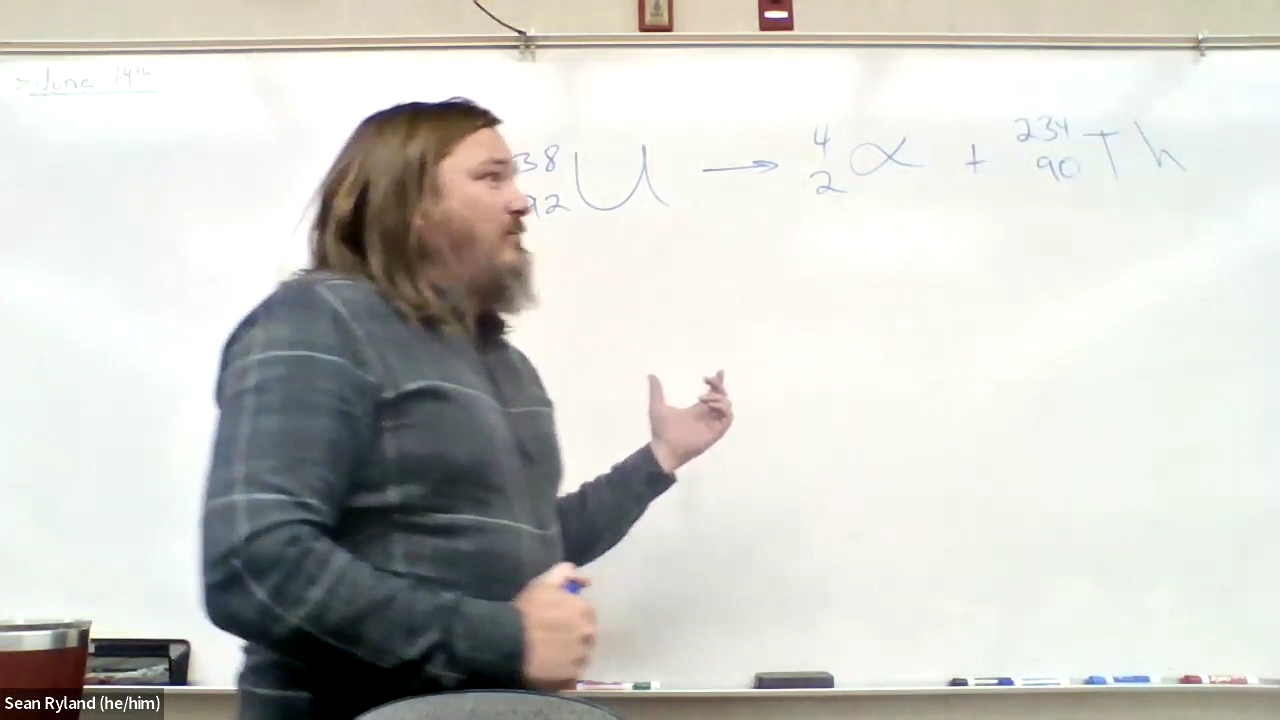 > June 14th
38 92 U → 4 2 α + 234 90 Th
Sean Ryland (he/him)